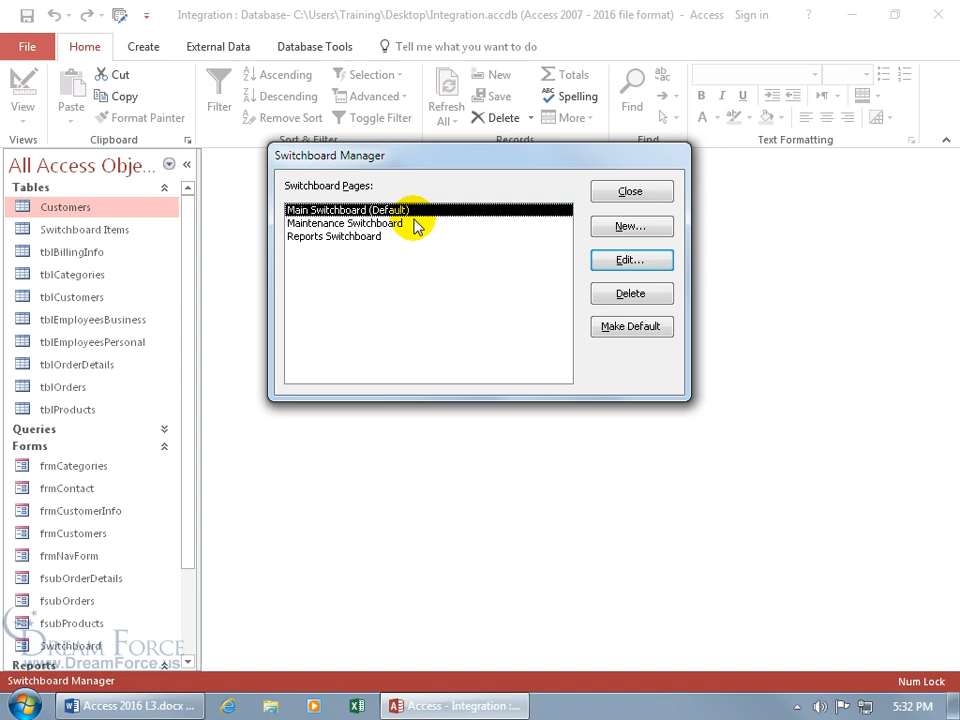 Integration : Database- C:\Users\Training\Desktop\Integration.accdb (Access 2007 - 2016 file format) - Access
Sign in
?
File
Home
Create
External Data
Database Tools
Tell me what you want to do
View
Paste
Cut
Copy
Format Painter
Filter
Ascending
Descending
Remove Sort
Selection
Advanced
Toggle Filter
Refresh
All
New
Save
Delete
Totals
Spelling
More
Find
B I U
A
Views
Clipboard
Sort & Filter
Records
Find
Text Formatting
All Access Obje...
Tables
Customers
Switchboard Items
tblBillingInfo
tblCategories
tblCustomers
tblEmployeesBusiness
tblEmployeesPersonal
tblOrderDetails
tblOrders
tblProducts
Queries
Forms
frmCategories
frmContact
frmCustomerInfo
frmCustomers
frmNavForm
fsubOrderDetails
fsubOrders
fsubProducts
Switchboard
Reports
Switchboard Manager
Switchboard Pages:
Main Switchboard (Default)
Maintenance Switchboard
Reports Switchboard
Close
New...
Edit...
Delete
Make Default
DREAM FORCE
www.DreamForce.us
Switchboard Manager
Num Lock
Access 2016 L3.docx ...
Access - Integration :...
5:32 PM